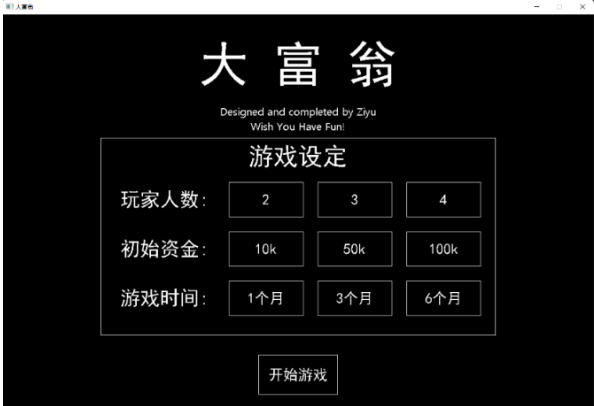 大富翁
大 富 翁
Designed and completed by Ziyu
Wish You Have Fun!
游戏设定
玩家人数: 2 3 4
初始资金: 10k 50k 100k
游戏时间: 1个月 3个月 6个月
开始游戏